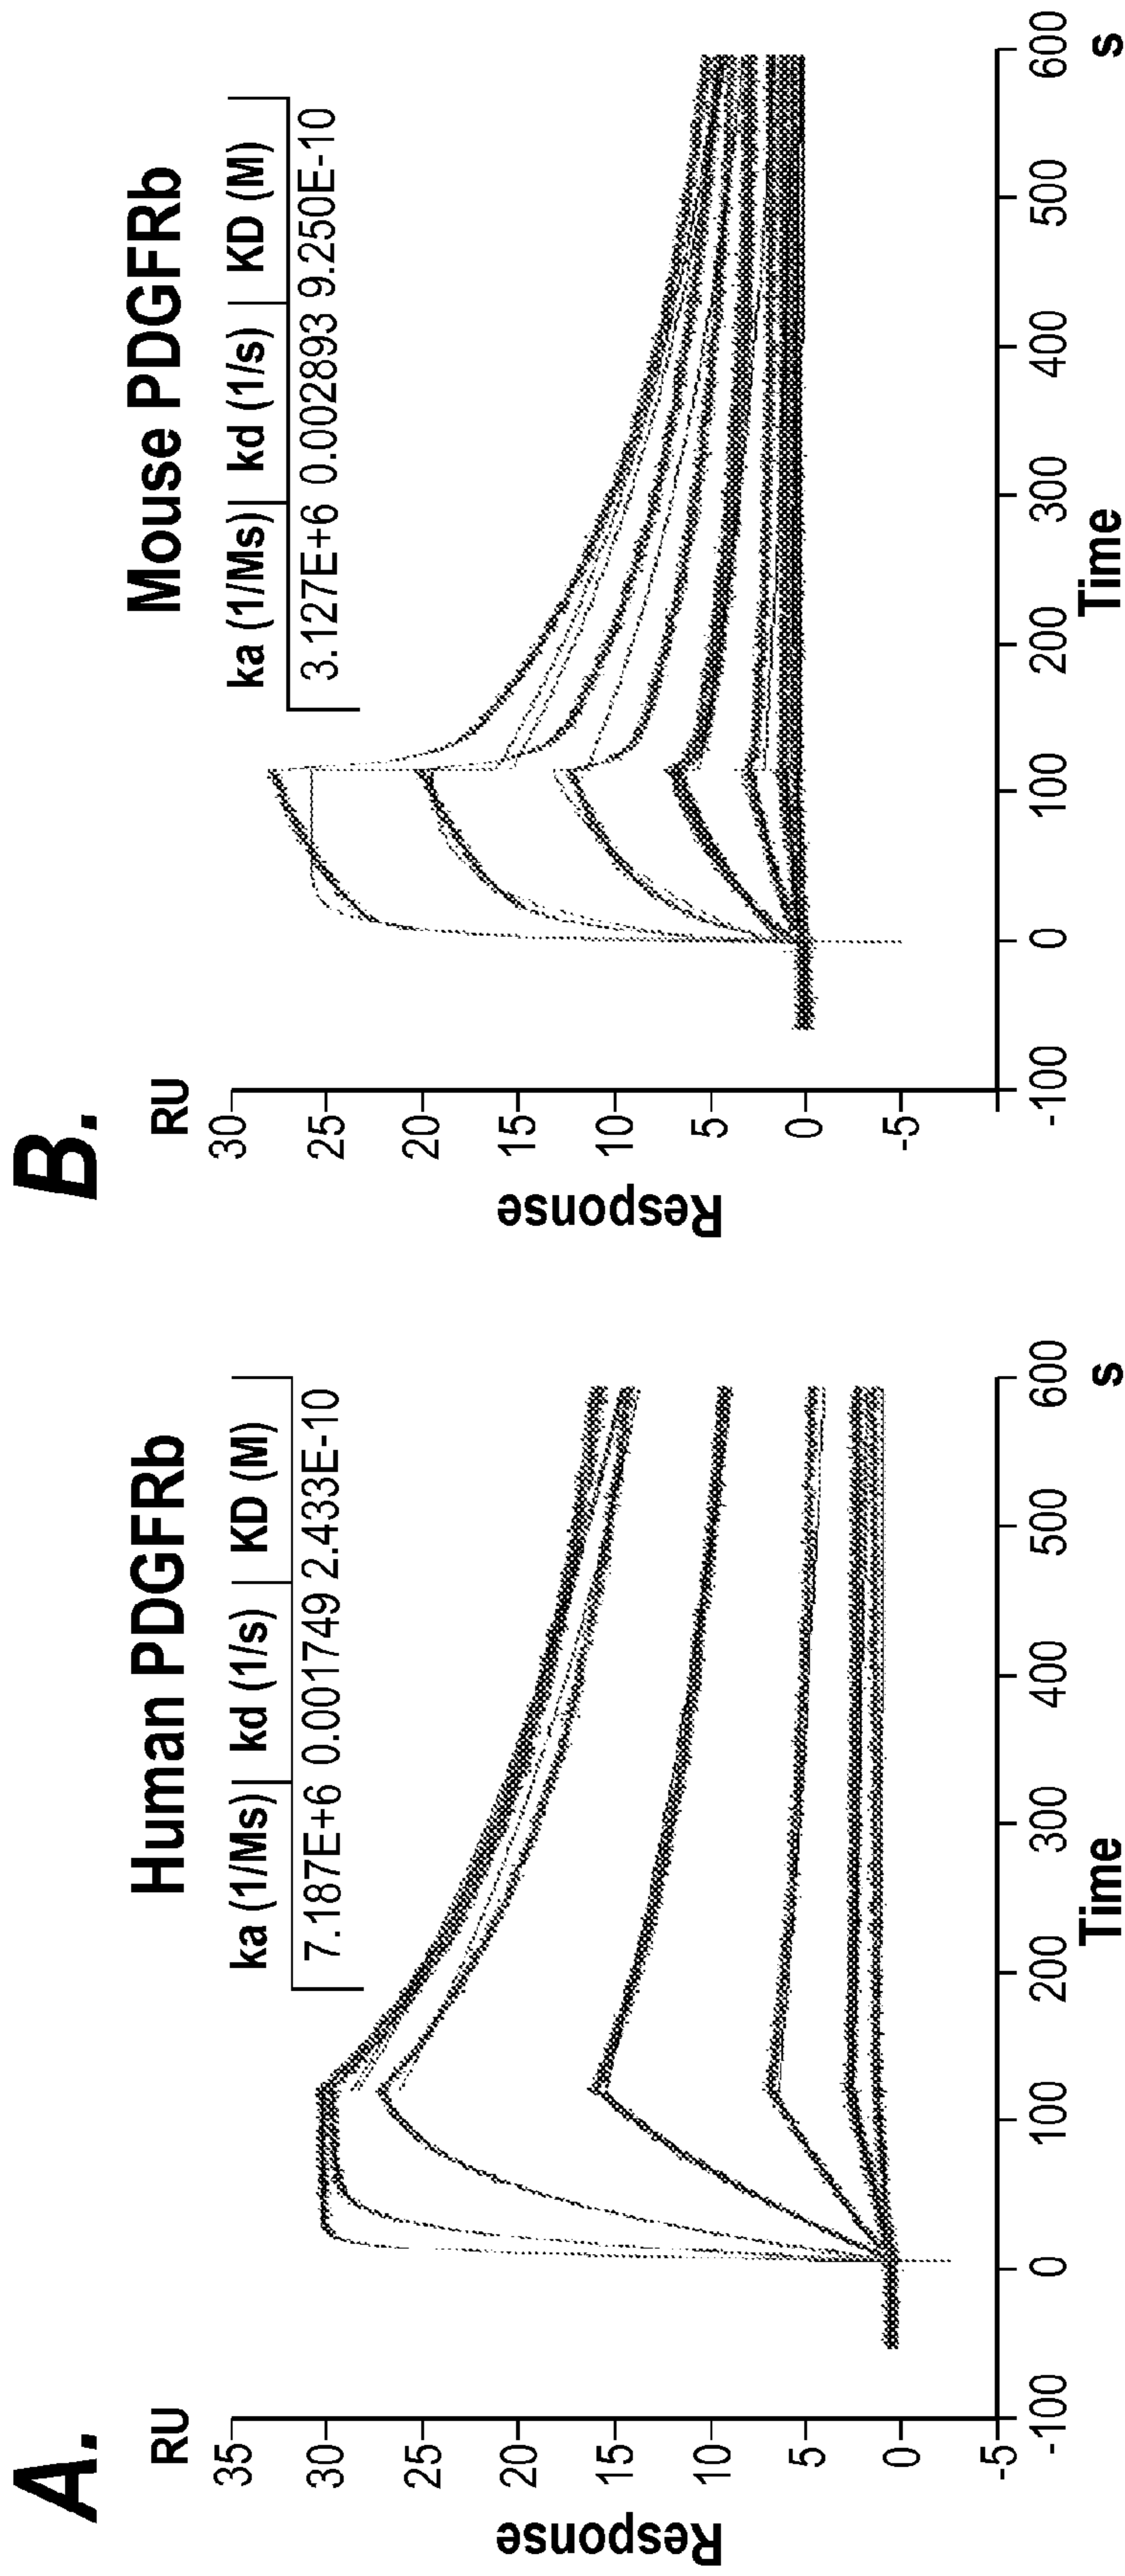 A.
Human PDGFRb
RU
ka (1/Ms) kd (1/s) KD (M)
7.187E+6 0.001749 2.433E-10
35
30
25
20
15
10
5
0
-5
Response
-100 0 100 200 300 400 500 600
Time
s
B.
Mouse PDGFRb
RU
ka (1/Ms) kd (1/s) KD (M)
3.127E+6 0.002893 9.250E-10
30
25
20
15
10
5
0
-5
Response
-100 0 100 200 300 400 500 600
Time
s